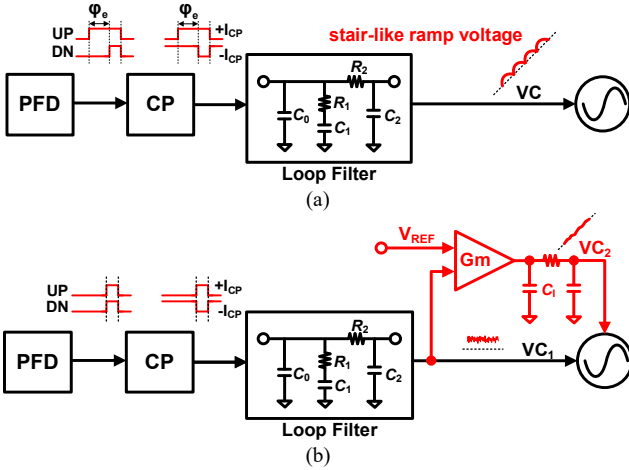 φe φe
UP +ICP
DN -ICP
stair-like ramp voltage
PFD CP R2 VC
R1
C0 C1 C2
Loop Filter
(a)
VREF Gm VC2
UP +ICP
DN -ICP
CI
PFD CP R2 VC1
R1
C0 C1 C2
Loop Filter
(b)